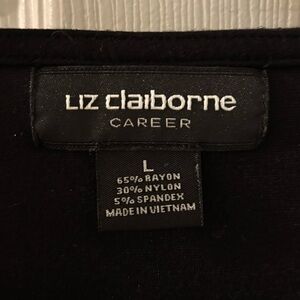 Liz claiborne
CAREER
L
65% RAYON
30% NYLON
5% SPANDEX
MADE IN VIETNAM